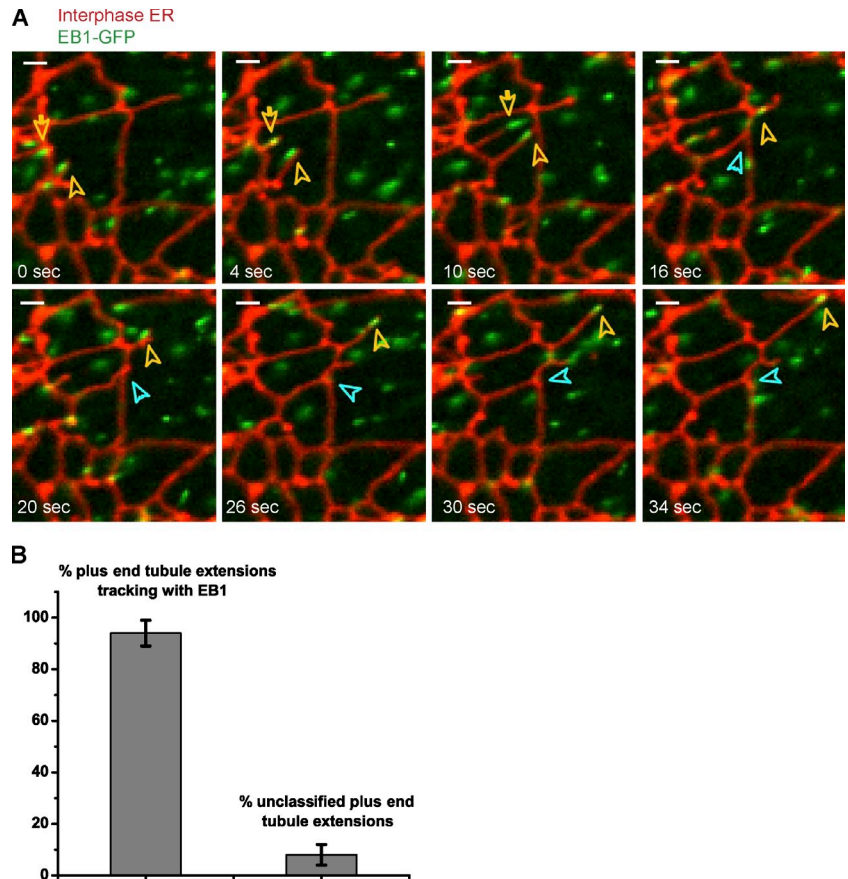 A
Interphase ER
EB1-GFP
0 sec
4 sec
10 sec
16 sec
20 sec
26 sec
30 sec
34 sec
B
% plus end tubule extensions
tracking with EB1
100
80
60
40
20
0
% unclassified plus end
tubule extensions